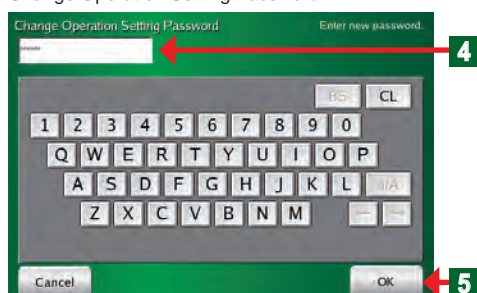 Change Operation Setting Password
Enter new password.
******
4
BS CL
1 2 3 4 5 6 7 8 9 0
Q W E R T Y U I O P
A S D F G H J K L a/A
Z X C V B N M
Cancel
OK
5